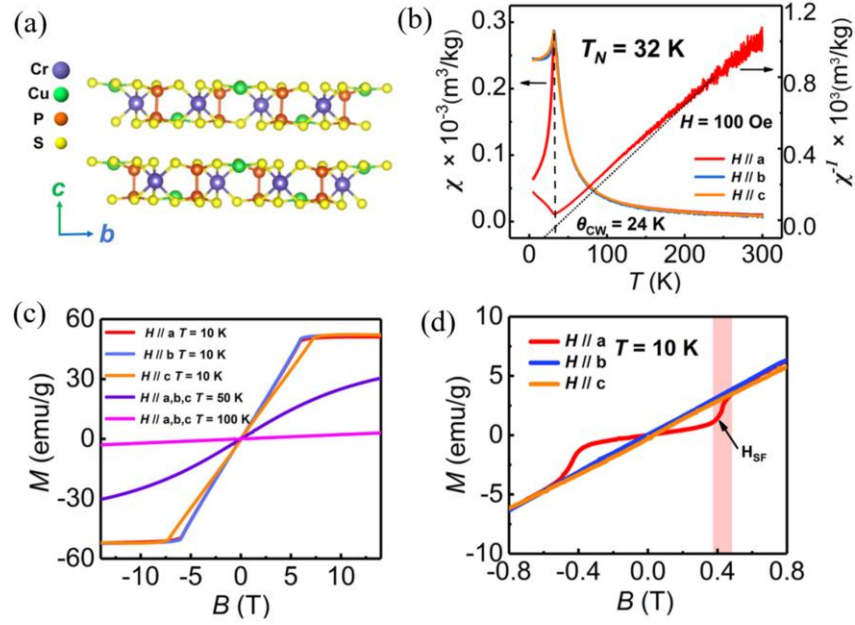 (a)
Cr
Cu
P
S
c
b
(b)
χ × 10⁻³(m³/kg)
0.3
0.2
0.1
0.0
T_N = 32 K
H = 100 Oe
H // a
H // b
H // c
θ_CW = 24 K
0 100 200 300
T (K)
1.2
0.8
0.4
0.0
χ⁻¹ × 10³(m³/kg)
(c)
M (emu/g)
60
30
0
-30
-60
H // a T = 10 K
H // b T = 10 K
H // c T = 10 K
H // a,b,c T = 50 K
H // a,b,c T = 100 K
-10 -5 0 5 10
B (T)
(d)
M (emu/g)
10
5
0
-5
-10
H // a
H // b
H // c
T = 10 K
H_SF
-0.8 -0.4 0.0 0.4 0.8
B (T)